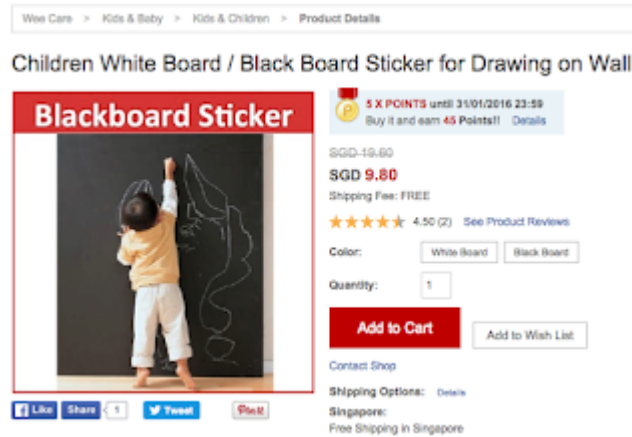 Wee Care > Kids & Baby > Kids & Children > Product Details
Children White Board / Black Board Sticker for Drawing on Wall
Blackboard Sticker
5 X POINTS until 31/01/2016 23:59
Buy it and earn 45 Points!! Details
SGD 19.80
SGD 9.80
Shipping Fee: FREE
4.50 (2) See Product Reviews
Color: White Board Black Board
Quantity: 1
Add to Cart Add to Wish List
Contact Shop
Shipping Options: Details
Singapore:
Free Shipping in Singapore
Like Share 1 Tweet Pin it